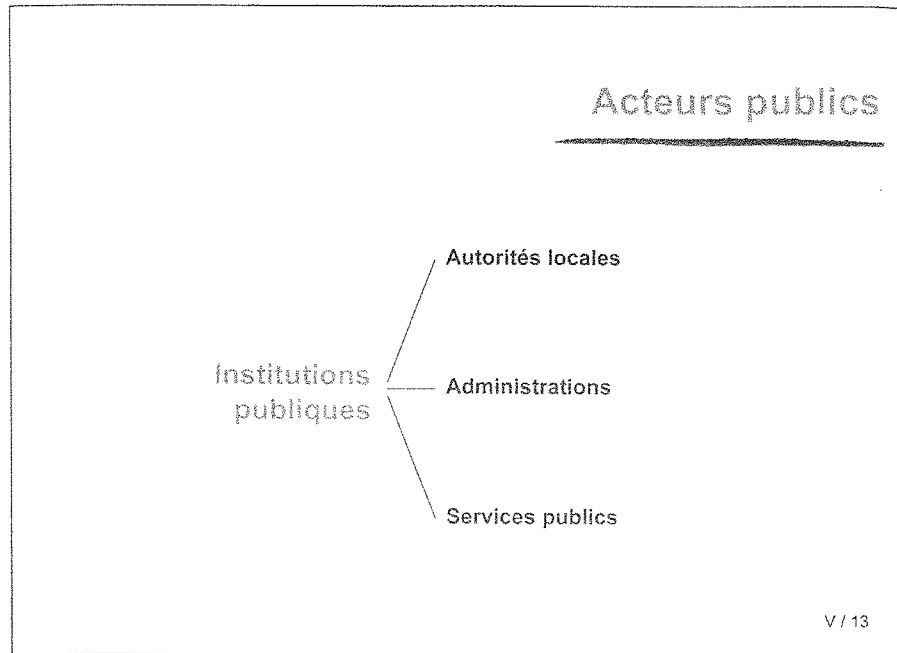 Acteurs publics
Autorités locales
Institutions
publiques
Administrations
Services publics
V / 13